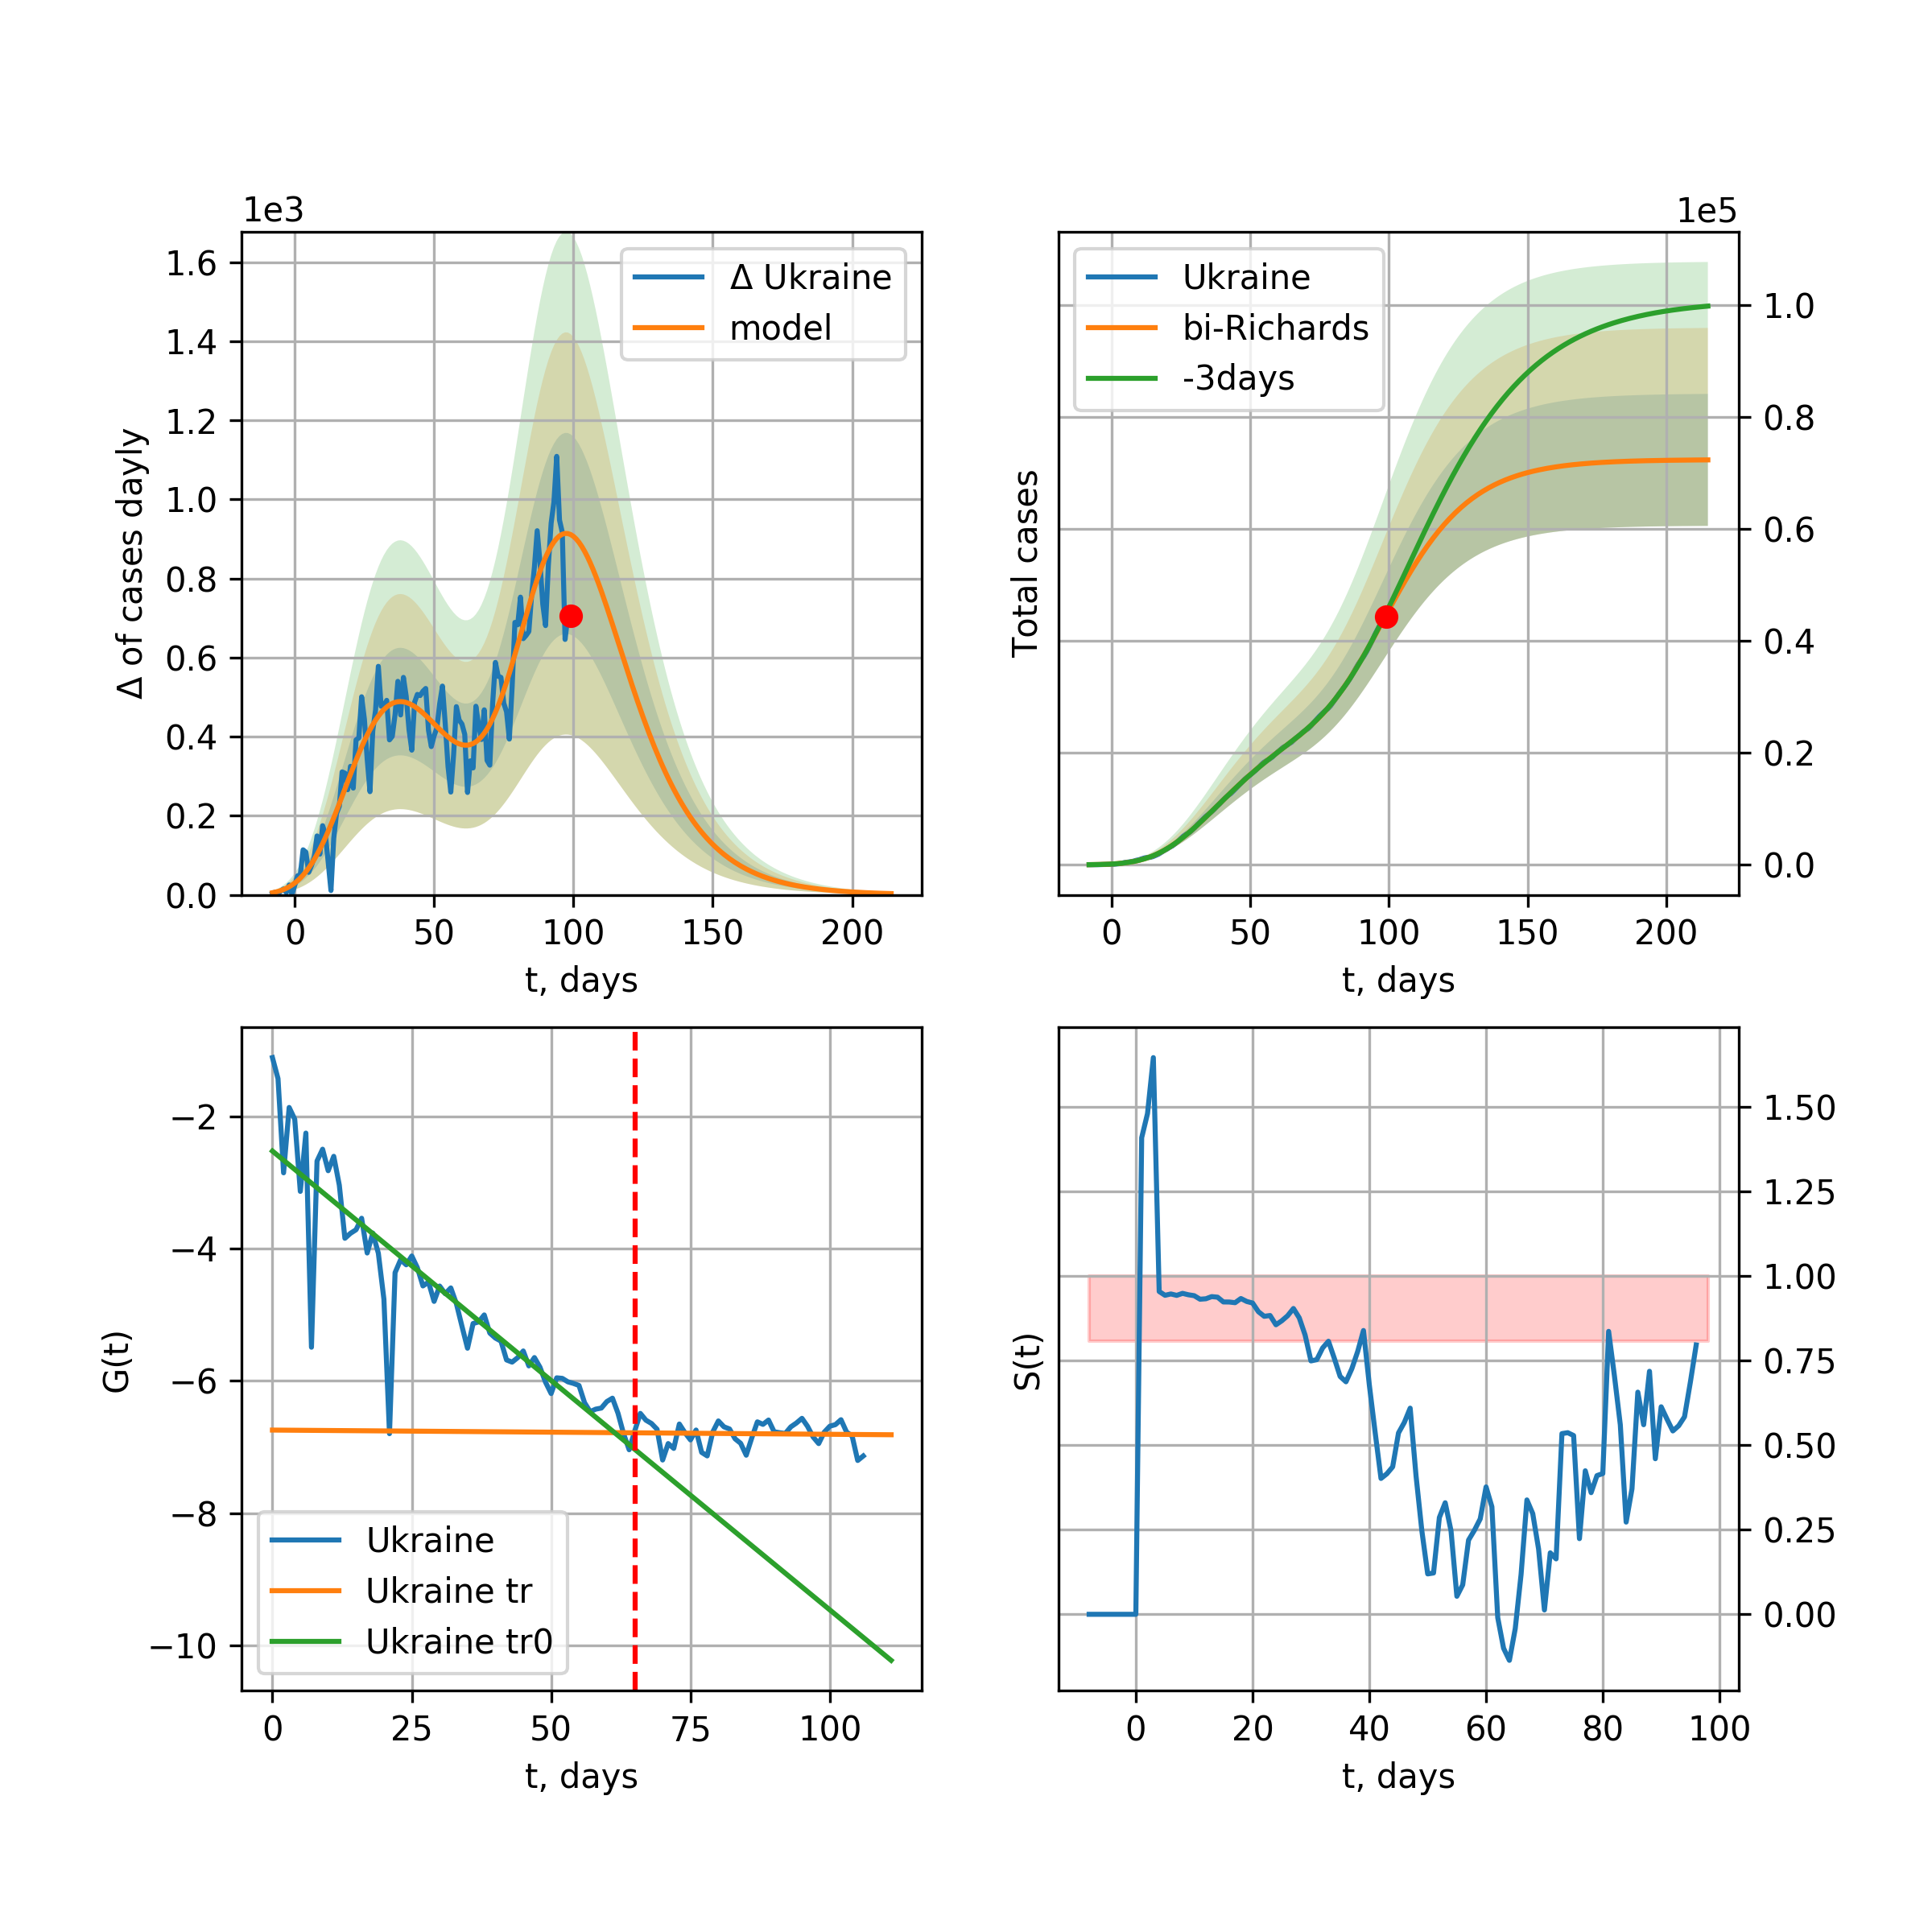 1e3
1.6
1.4
1.2
1.0
0.8
0.6
0.4
0.2
0.0
Δ of cases dayly
Δ Ukraine
model
0 50 100 150 200
t, days
1e5
Ukraine
bi-Richards
-3days
Total cases
1.0
0.8
0.6
0.4
0.2
0.0
0 50 100 150 200
t, days
−2
−4
−6
−8
−10
G(t)
Ukraine
Ukraine tr
Ukraine tr0
0 25 50 75 100
t, days
S(t)
1.50
1.25
1.00
0.75
0.50
0.25
0.00
0 20 40 60 80 100
t, days